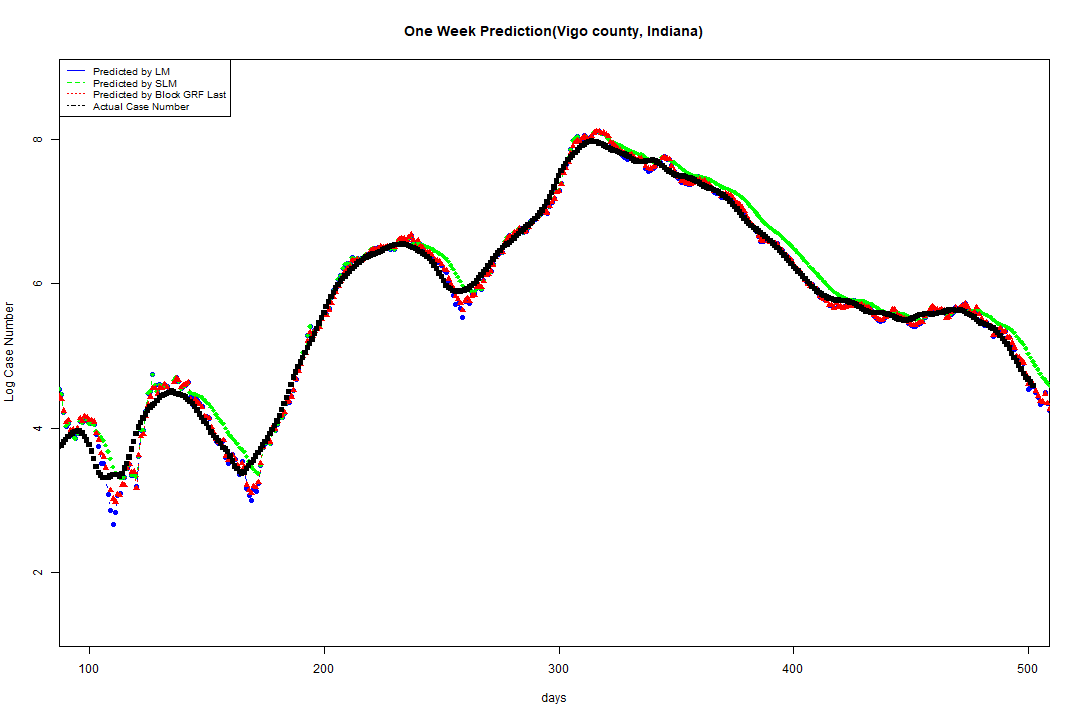 One Week Prediction(Vigo county, Indiana)
Predicted by LM
Predicted by SLM
Predicted by Block GRF Last
Actual Case Number
8
6
4
2
Log Case Number
100 200 300 400 500
days